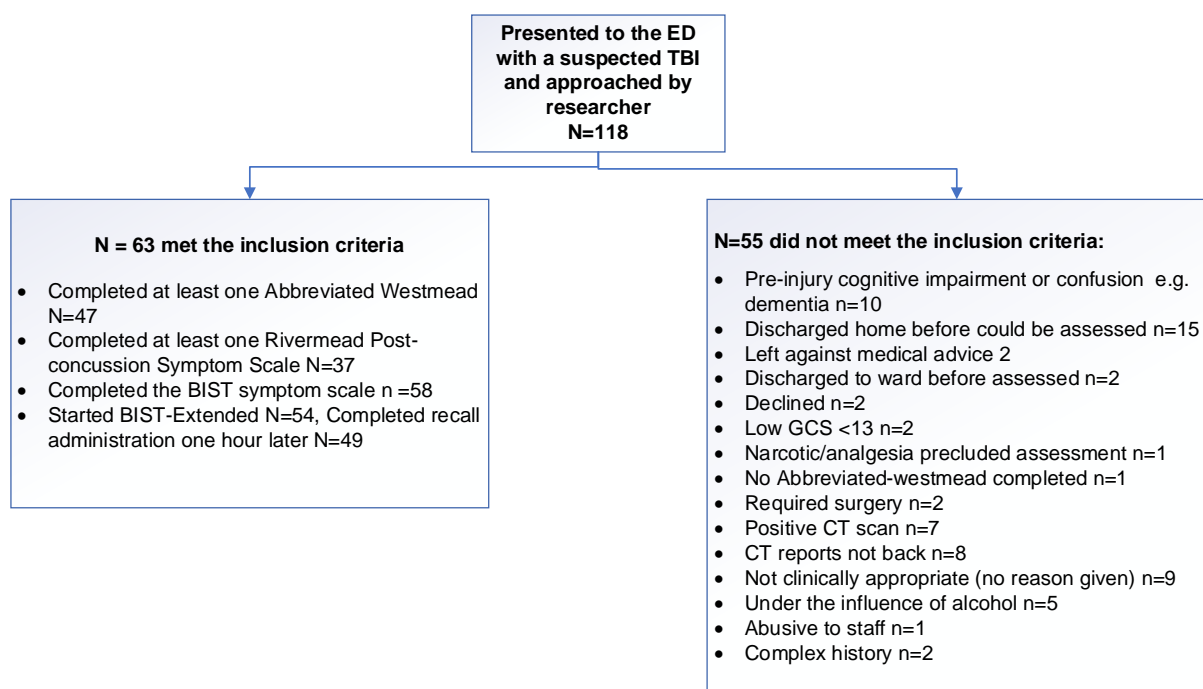 Presented to the ED
with a suspected TBI
and approached by
researcher
N=118
N = 63 met the inclusion criteria
• Completed at least one Abbreviated Westmead
N=47
• Completed at least one Rivermead Post-
concussion Symptom Scale N=37
• Completed the BIST symptom scale n =58
• Started BIST-Extended N=54, Completed recall
administration one hour later N=49
N=55 did not meet the inclusion criteria:
• Pre-injury cognitive impairment or confusion e.g.
dementia n=10
• Discharged home before could be assessed n=15
• Left against medical advice 2
• Discharged to ward before assessed n=2
• Declined n=2
• Low GCS <13 n=2
• Narcotic/analgesia precluded assessment n=1
• No Abbreviated-westmead completed n=1
• Required surgery n=2
• Positive CT scan n=7
• CT reports not back n=8
• Not clinically appropriate (no reason given) n=9
• Under the influence of alcohol n=5
• Abusive to staff n=1
• Complex history n=2